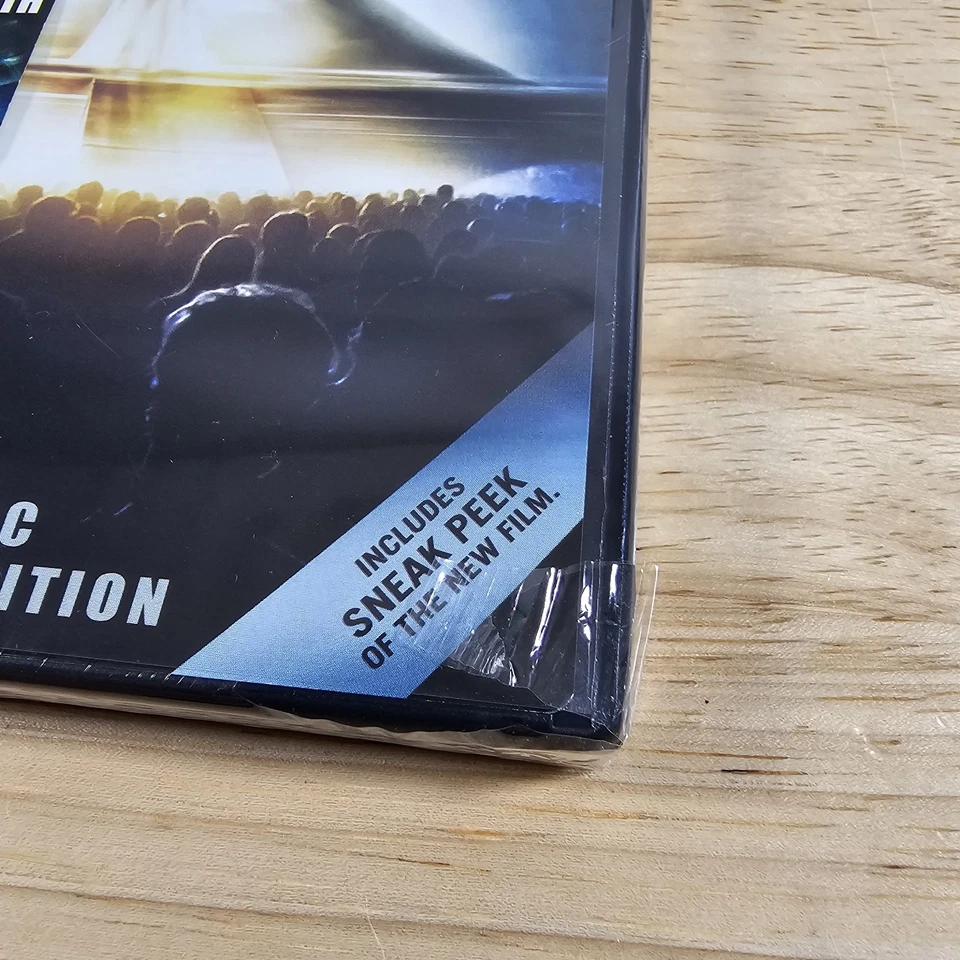 C
ITION
INCLUDES
SNEAK PEEK
OF THE NEW FILM.